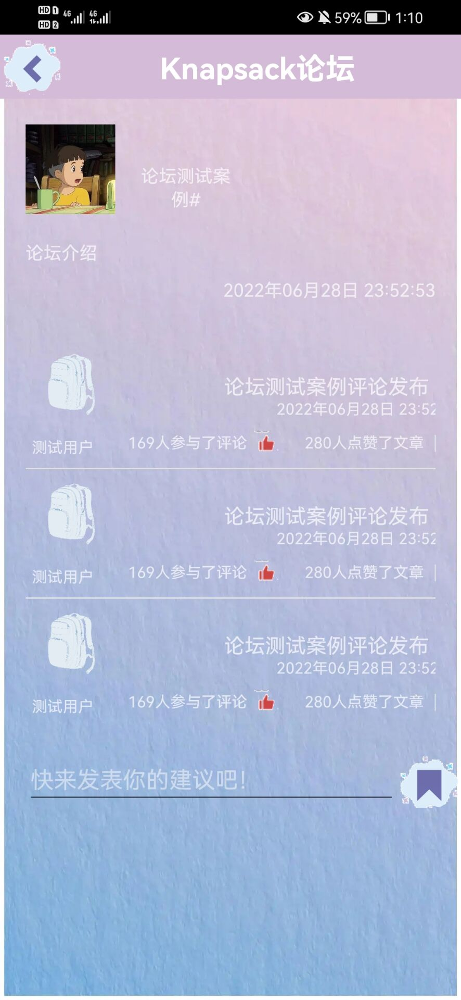 HD 1 4G 4G 59% 1:10
HD 2
Knapsack论坛
论坛测试案
例#
论坛介绍
2022年06月28日 23:52:53
论坛测试案例评论发布
2022年06月28日 23:52
测试用户 169人参与了评论 280人点赞了文章
论坛测试案例评论发布
2022年06月28日 23:52
测试用户 169人参与了评论 280人点赞了文章
论坛测试案例评论发布
2022年06月28日 23:52
测试用户 169人参与了评论 280人点赞了文章
快来发表你的建议吧!